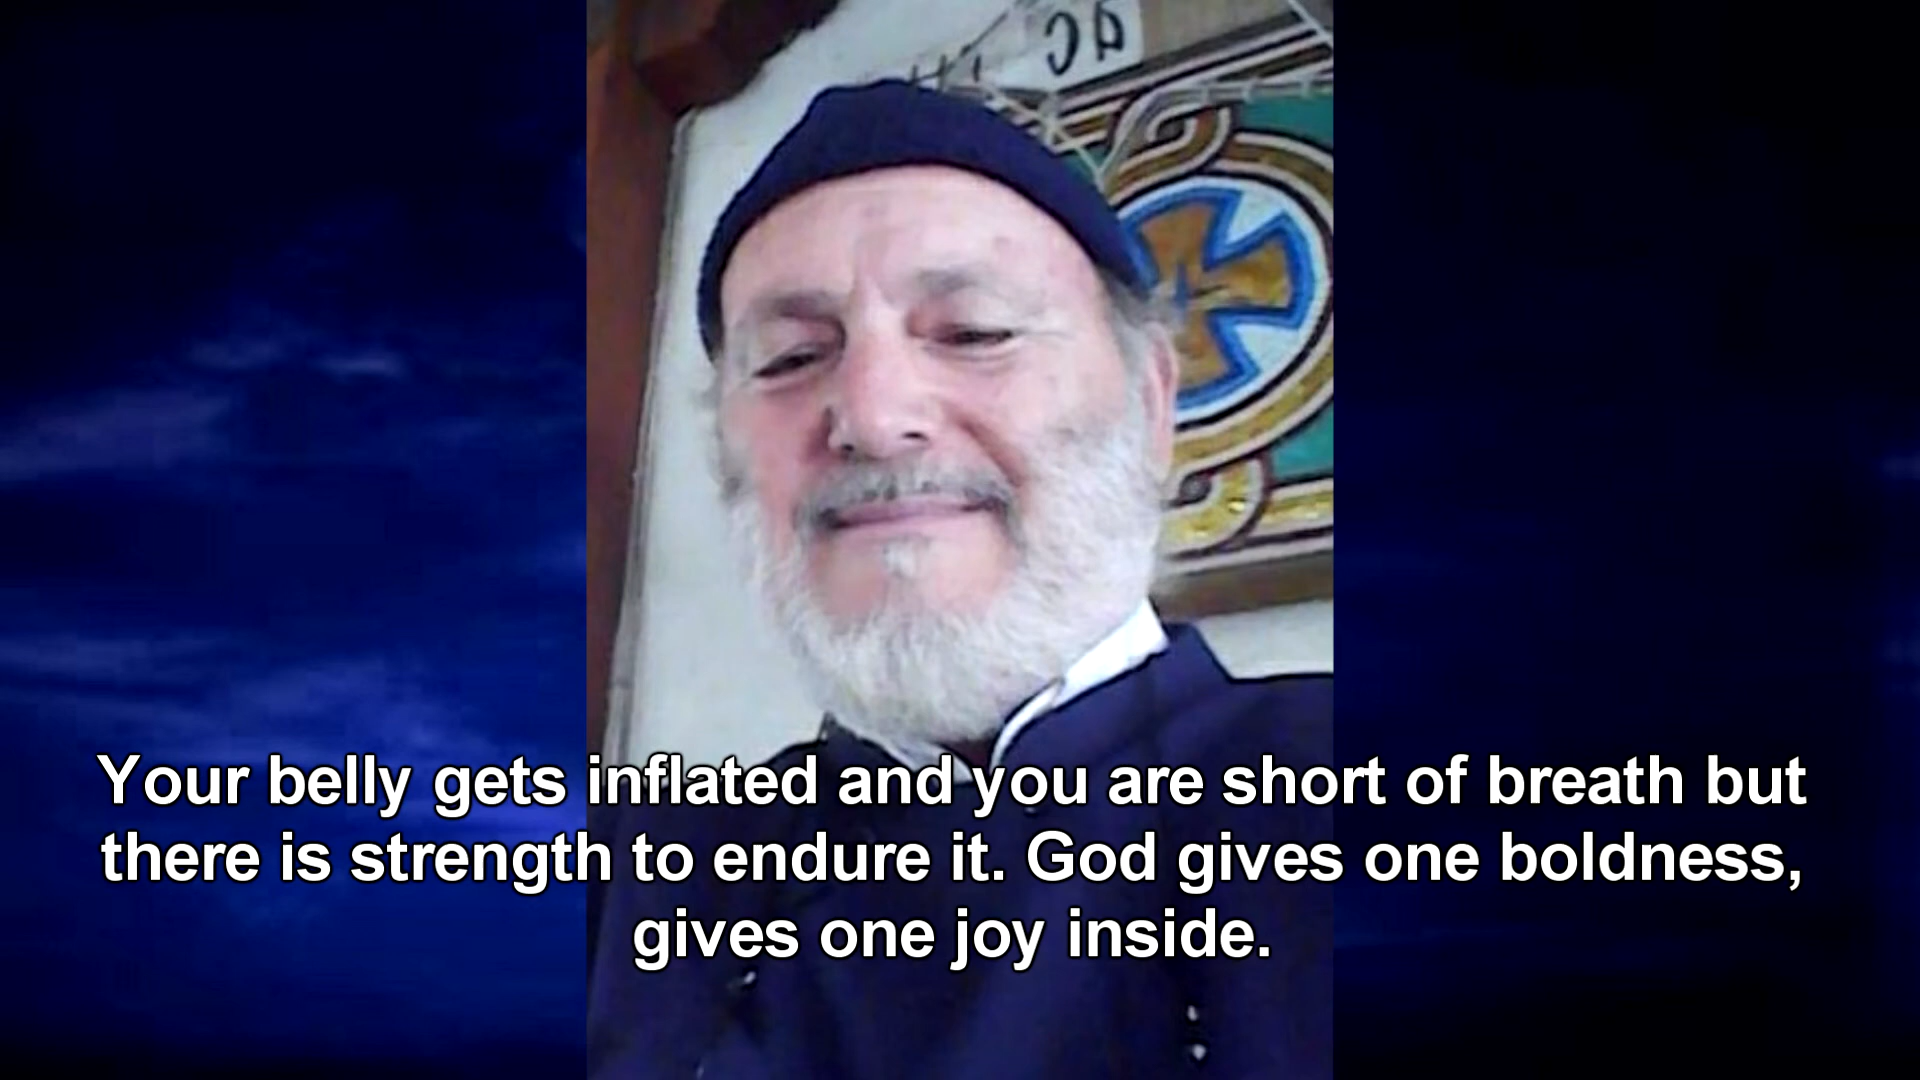 Your belly gets inflated and you are short of breath but
there is strength to endure it. God gives one boldness,
gives one joy inside.